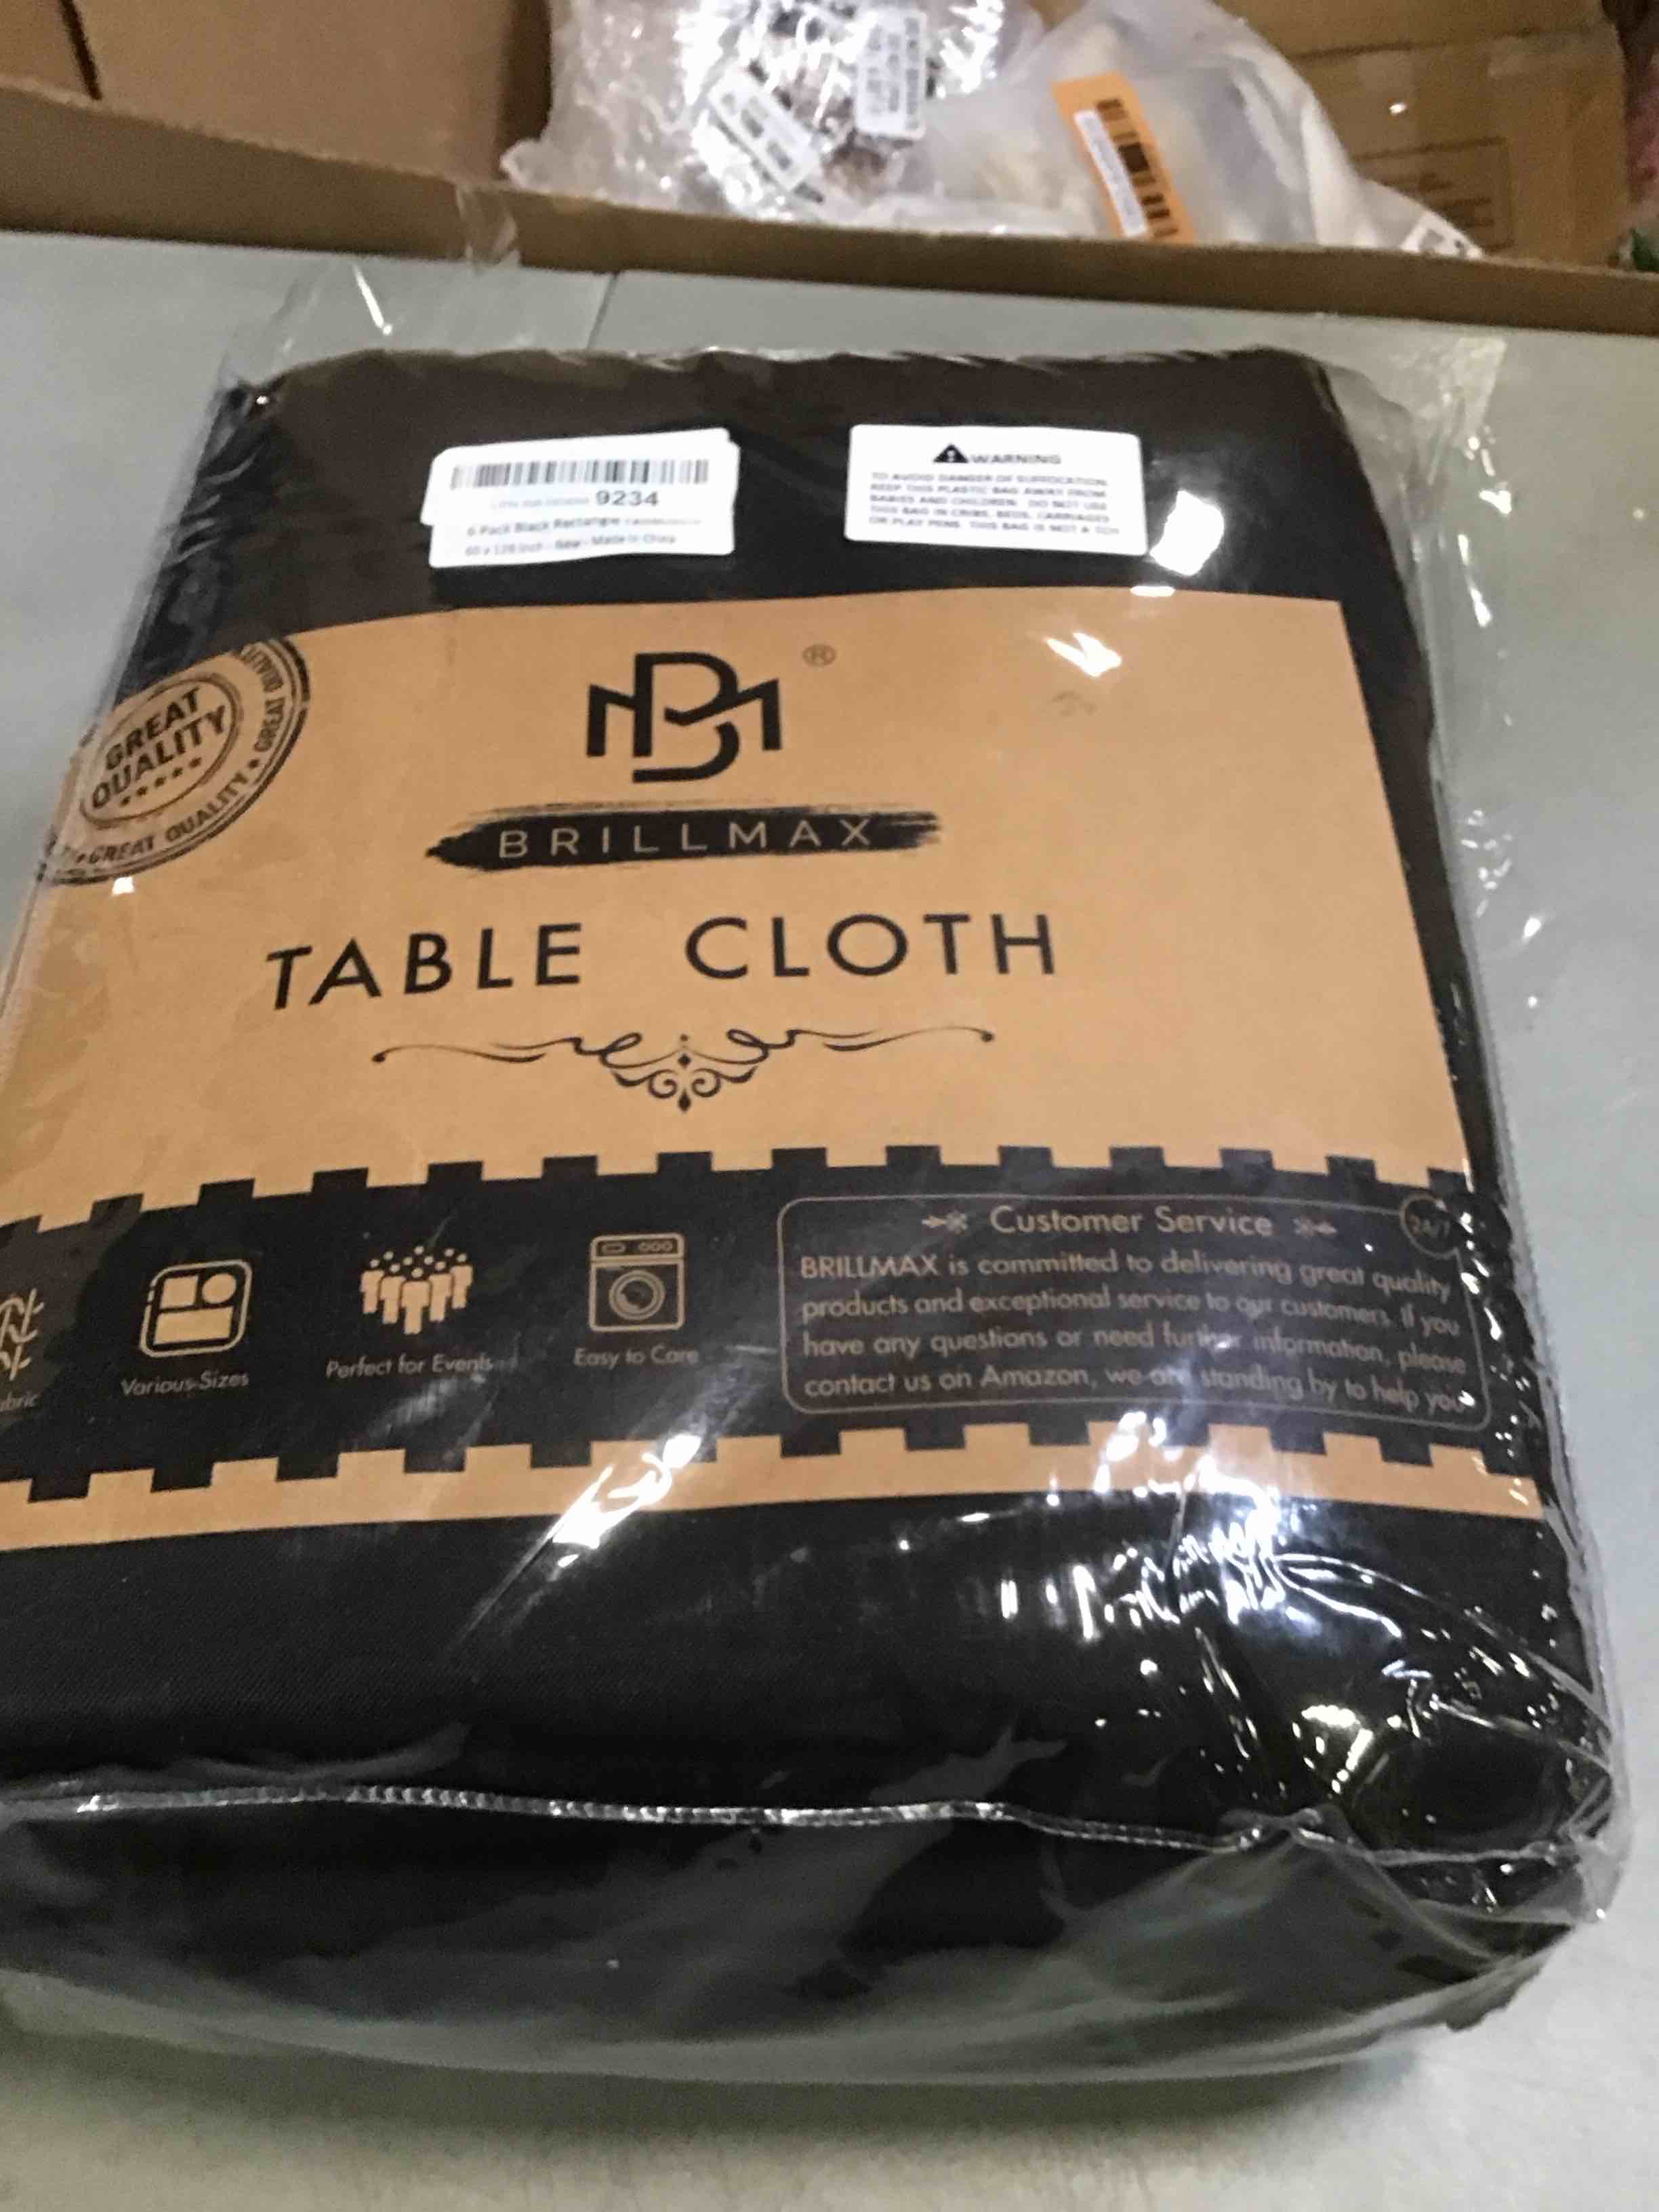 9234
6 Pack Black Rectangle
60 x 126 Inch - New - Made in China
WARNING
TO AVOID DANGER OF SUFFOCATION,
KEEP THIS PLASTIC BAG AWAY FROM
BABIES AND CHILDREN. DO NOT USE
THIS BAG IN CRIBS, BEDS, CARRIAGES
OR PLAY PENS. THIS BAG IS NOT A TOY
GREAT
QUALITY
GREAT QUALITY • GREAT QUALITY
BM ®
BRILLMAX
TABLE CLOTH
Various Sizes
Perfect for Events
Easy to Care
Customer Service
24/7
BRILLMAX is committed to delivering great quality
products and exceptional service to our customers. If you
have any questions or need further information, please
contact us on Amazon, we are standing by to help you